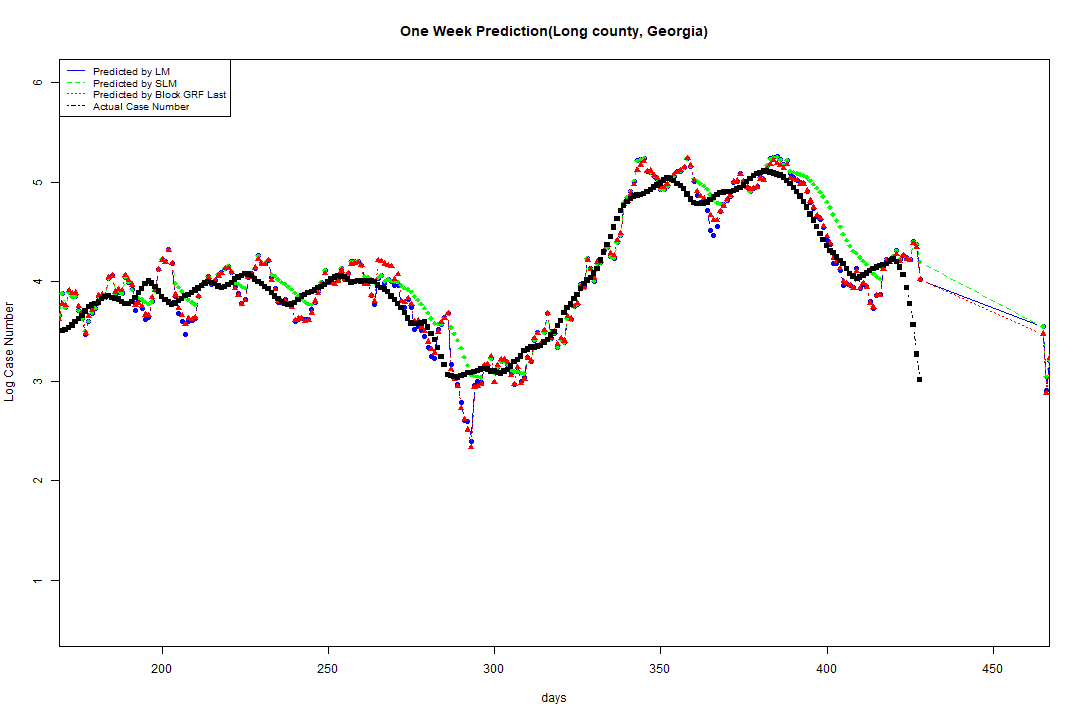 One Week Prediction(Long county, Georgia)
Predicted by LM
Predicted by SLM
Predicted by Block GRF Last
Actual Case Number
6
5
4
3
2
1
Log Case Number
200 250 300 350 400 450
days